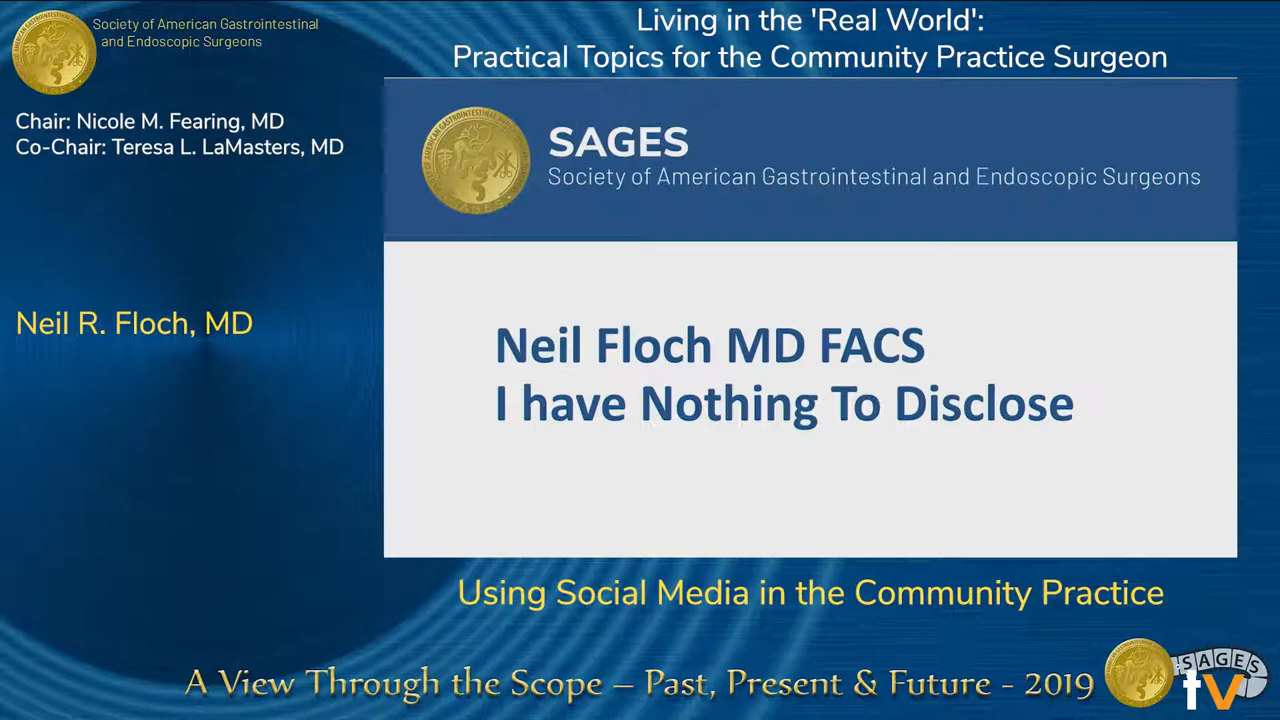 Society of American Gastrointestinal
and Endoscopic Surgeons
Living in the 'Real World':
Practical Topics for the Community Practice Surgeon
Chair: Nicole M. Fearing, MD
Co-Chair: Teresa L. LaMasters, MD
SAGES
Society of American Gastrointestinal and Endoscopic Surgeons
Neil R. Floch, MD
Neil Floch MD FACS
I have Nothing To Disclose
Using Social Media in the Community Practice
A View Through the Scope – Past, Present & Future - 2019
SAGES
tv